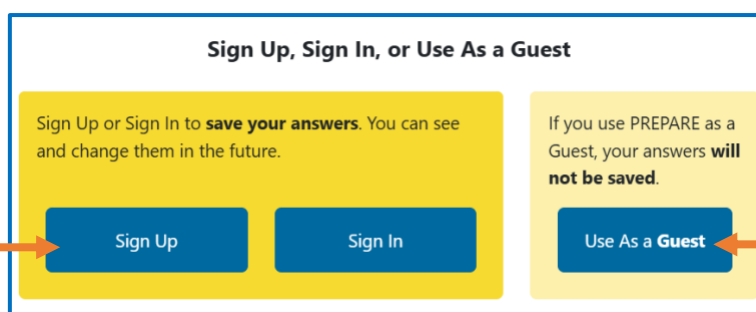 Sign Up, Sign In, or Use As a Guest
Sign Up or Sign In to save your answers. You can see
and change them in the future.
Sign Up
Sign In
If you use PREPARE as a
Guest, your answers will
not be saved.
Use As a Guest